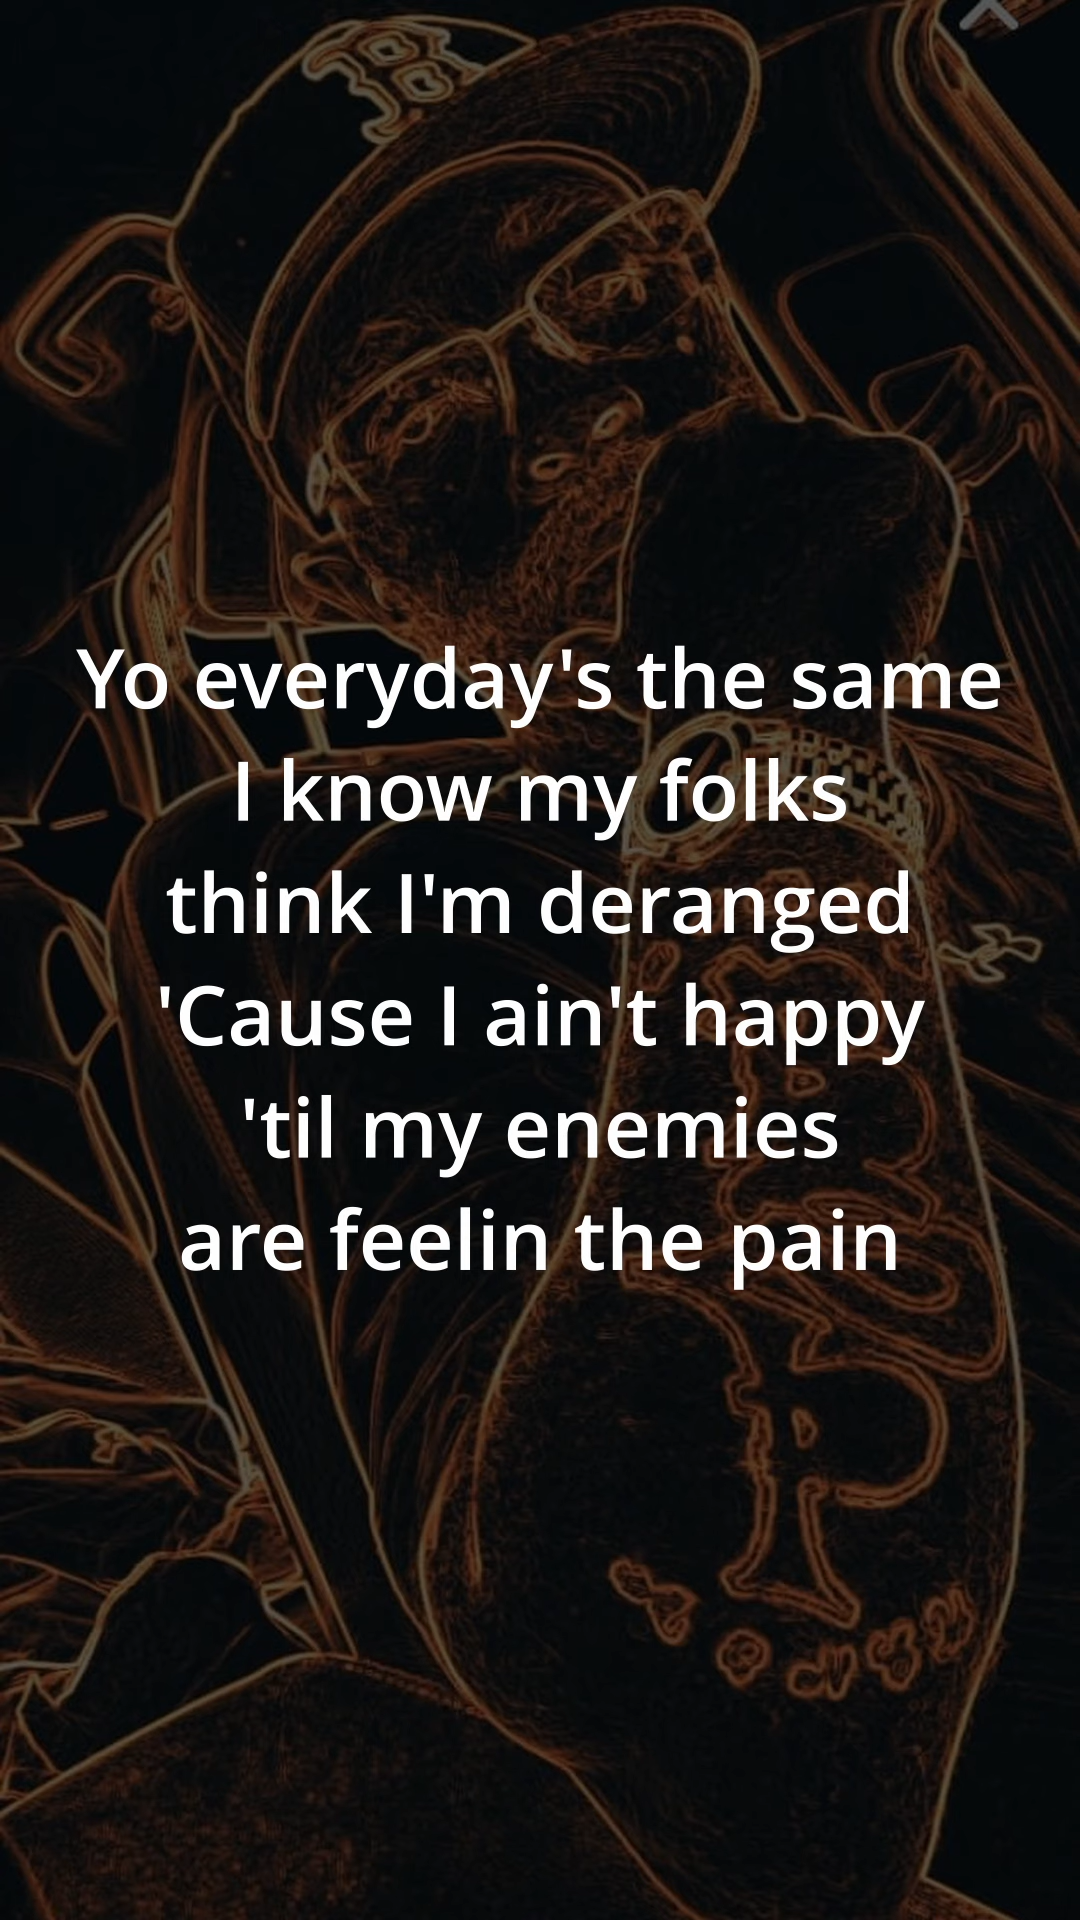 B
Yo everyday's the same
I know my folks
think I'm deranged
'Cause I ain't happy
'til my enemies
are feelin the pain
P